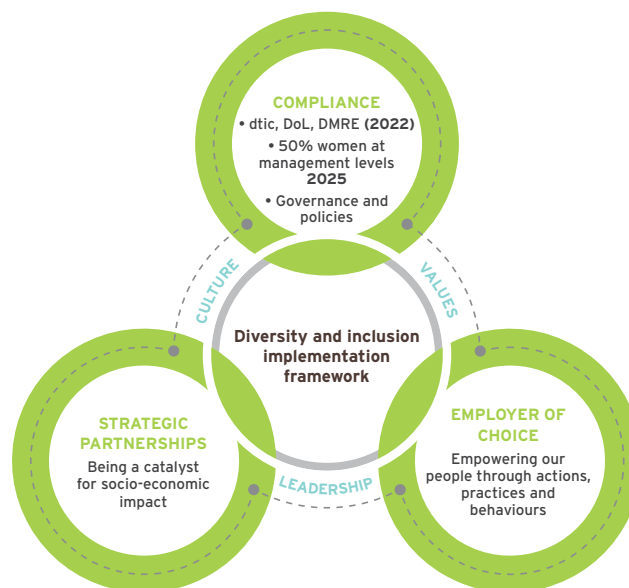 COMPLIANCE
• dtic, DoL, DMRE (2022)
• 50% women at
management levels
2025
• Governance and
policies
CULTURE
VALUES
Diversity and inclusion
implementation
framework
STRATEGIC
PARTNERSHIPS
Being a catalyst
for socio-economic
impact
EMPLOYER OF
CHOICE
Empowering our
people through actions,
practices and
behaviours
LEADERSHIP